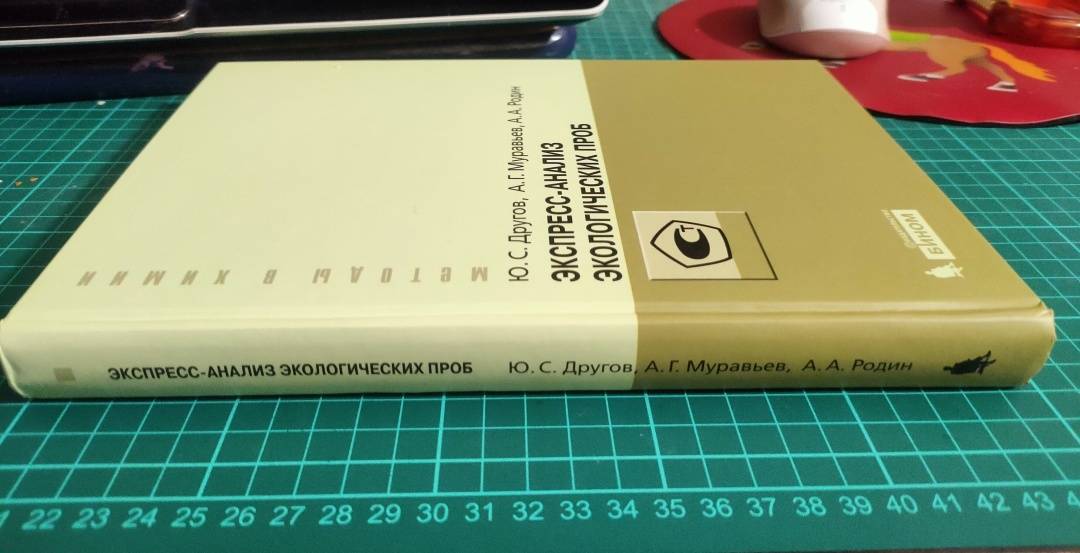 Ю. С. Другов, А. Г. Муравьев, А. А. Родин
ЭКСПРЕСС-АНАЛИЗ
ЭКОЛОГИЧЕСКИХ ПРОБ
методы в химии
Ст
БИНОМ
ЭКСПРЕСС-АНАЛИЗ ЭКОЛОГИЧЕСКИХ ПРОБ Ю. С. Другов, А. Г. Муравьев, А. А. Родин
22 23 24 25 26 27 28 29 30 31 32 33 34 35 36 37 38 39 40 41 42 43